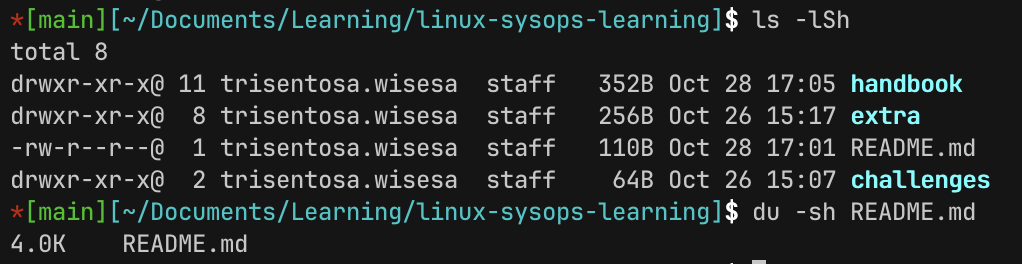 *[main][~/Documents/Learning/linux-sysops-learning]$ ls -lSh
total 8
drwxr-xr-x@ 11 trisentosa.wisesa  staff   352B Oct 28 17:05 handbook
drwxr-xr-x@  8 trisentosa.wisesa  staff   256B Oct 26 15:17 extra
-rw-r--r--@  1 trisentosa.wisesa  staff   110B Oct 28 17:01 README.md
drwxr-xr-x@  2 trisentosa.wisesa  staff    64B Oct 26 15:07 challenges
*[main][~/Documents/Learning/linux-sysops-learning]$ du -sh README.md
4.0K    README.md